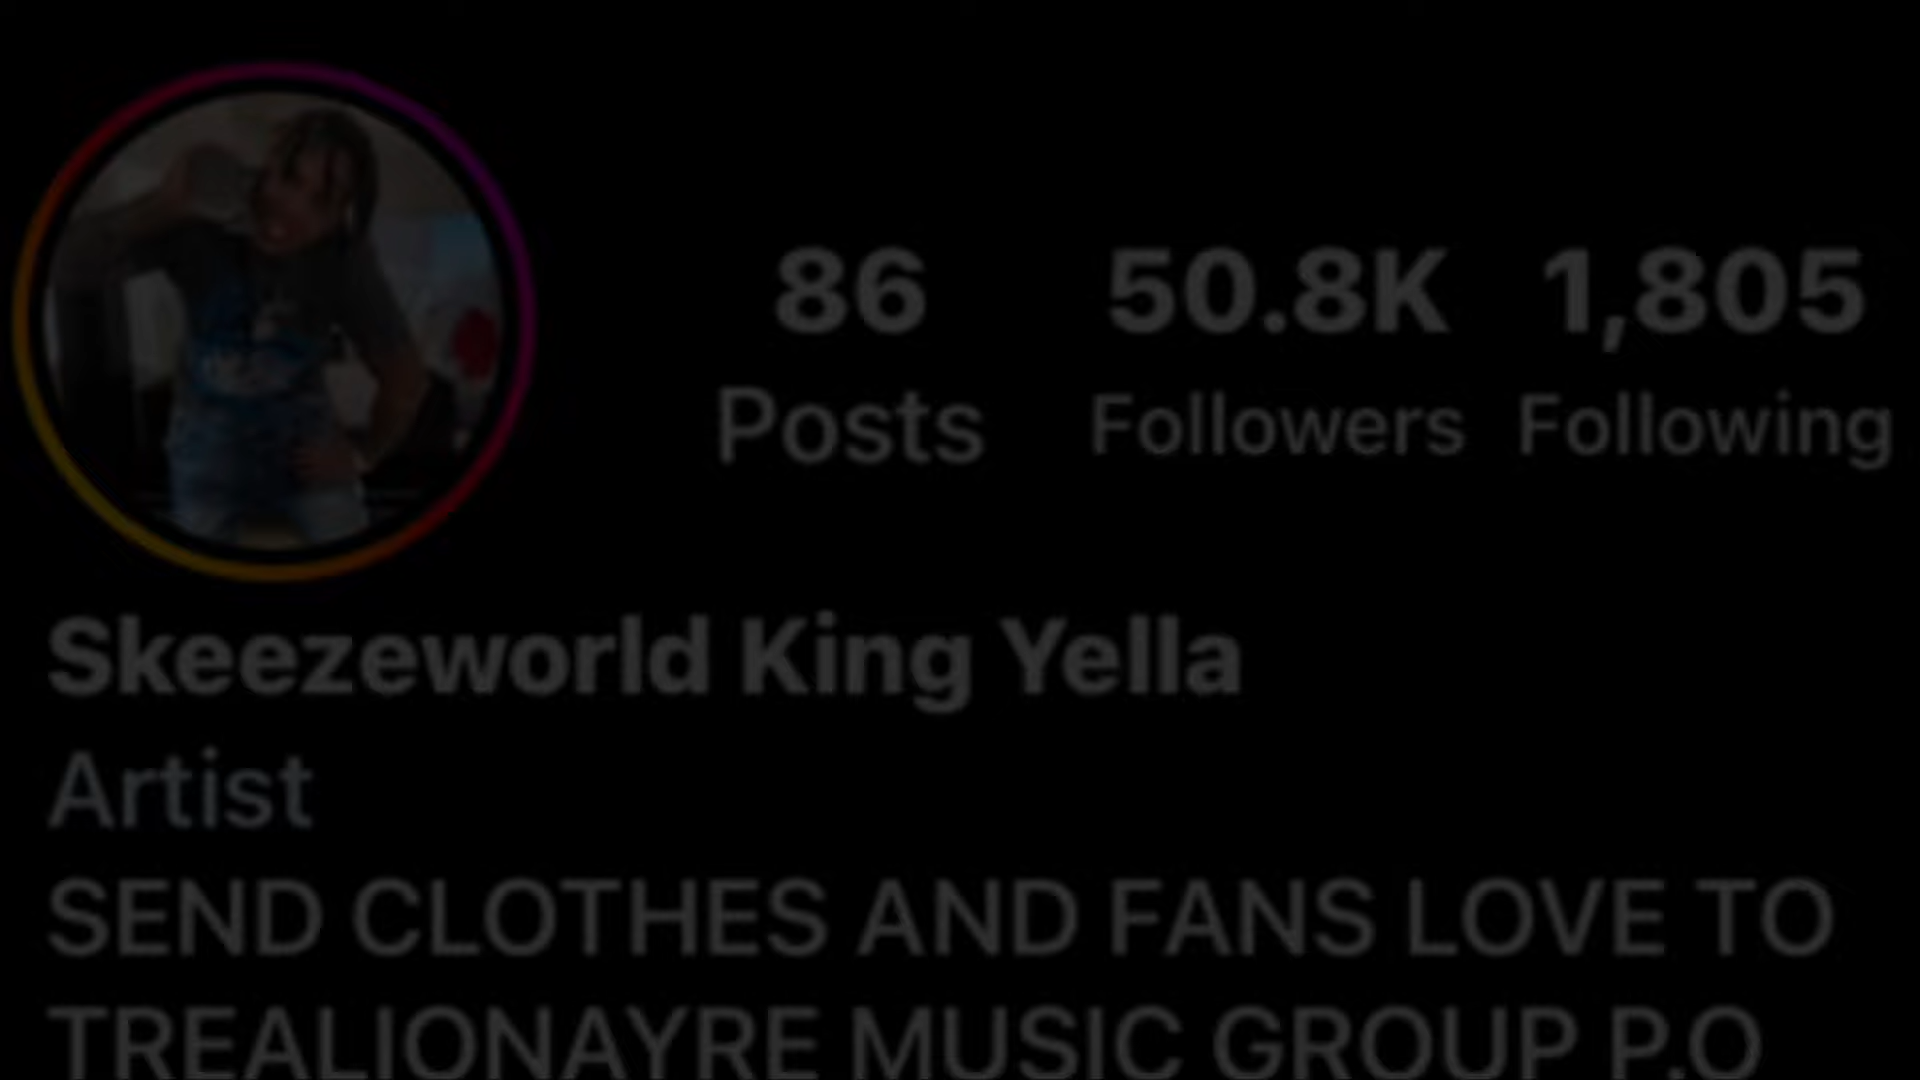 86 50.8K 1,805
Posts Followers Following
Skeezeworld King Yella
Artist
SEND CLOTHES AND FANS LOVE TO
TREALIONAYRE MUSIC GROUP P.O